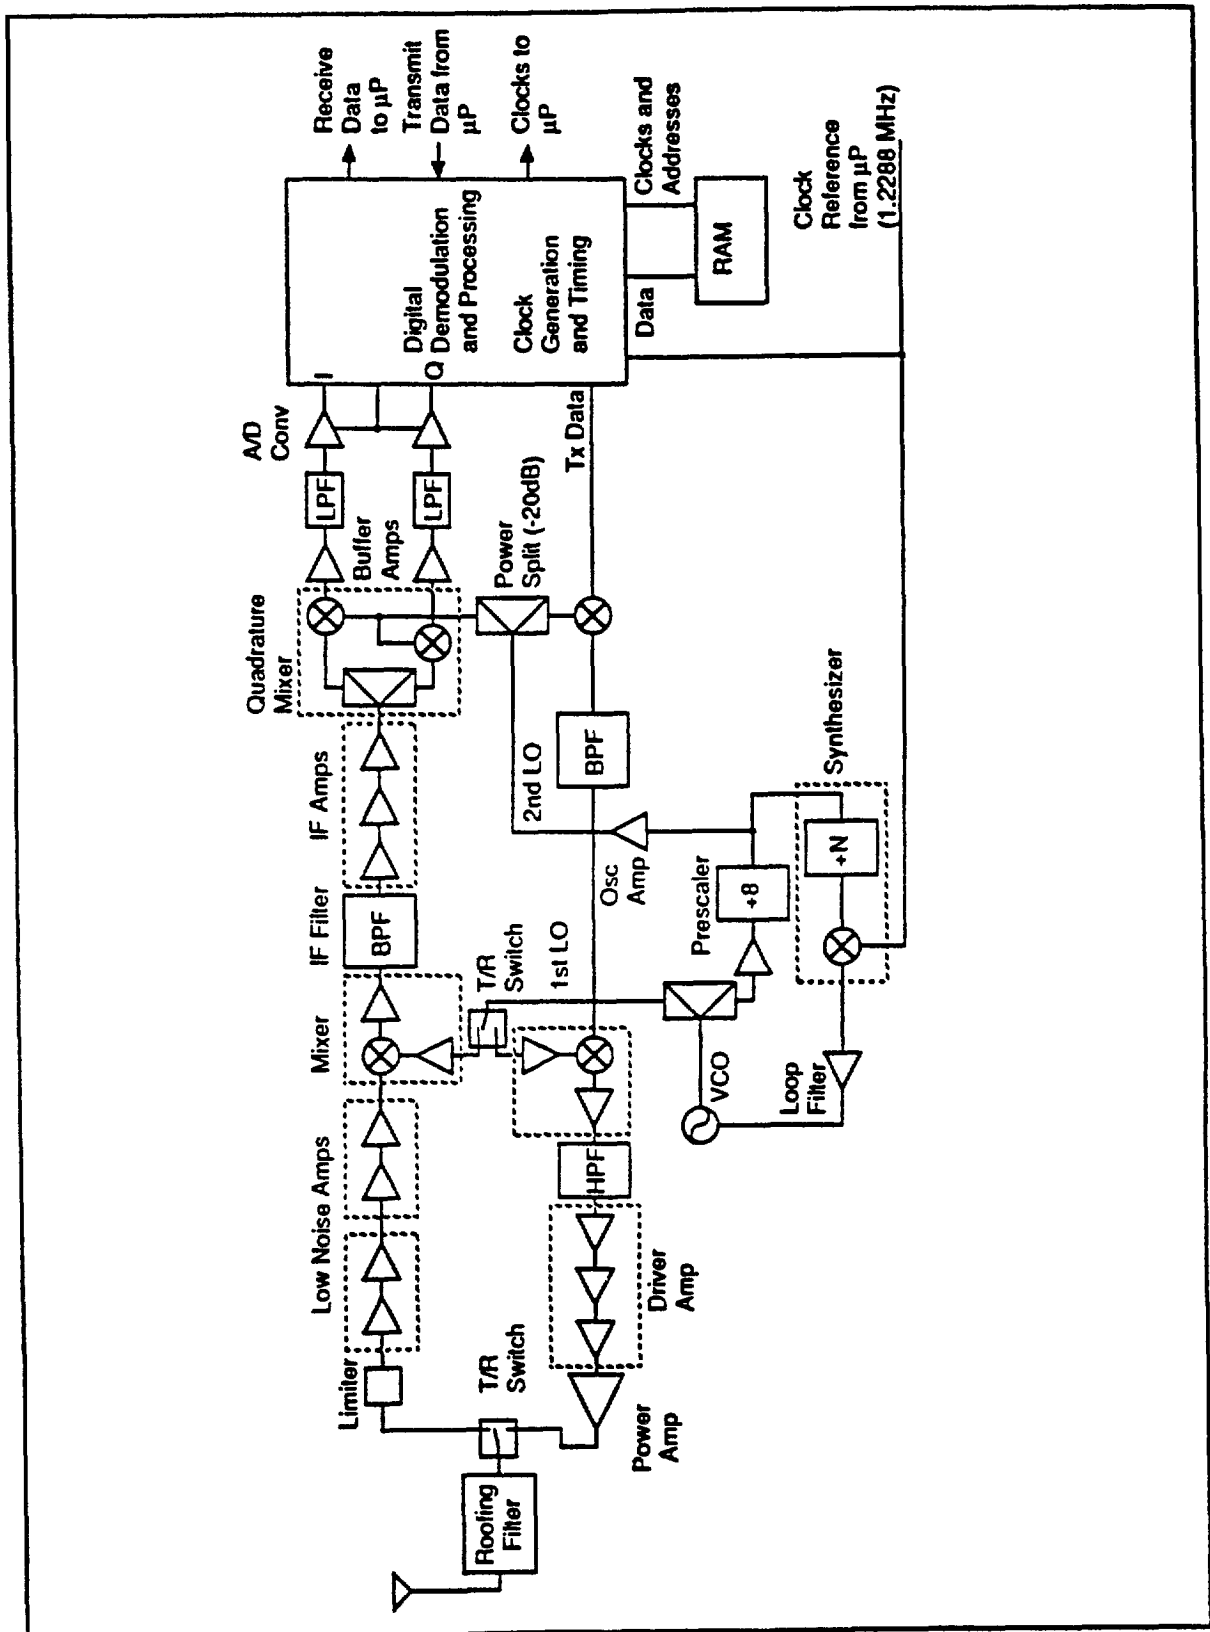 Receive
Data
to µP
Transmit
Data from
µP
Clocks to
µP
A/D
Conv
I
Q
Digital
Demodulation
and Processing
Clock
Generation
and Timing
Clocks and
Addresses
Data
RAM
Clock
Reference
from µP
(1.2288 MHz)
LPF
LPF
Buffer
Amps
Tx Data
Power
Split (-20dB)
Quadrature
Mixer
IF Amps
IF Filter
BPF
2nd LO
BPF
Osc
Amp
Synthesizer
÷N
Prescaler
÷8
Mixer
T/R
Switch
1st LO
VCO
Loop
Filter
Low Noise Amps
HPF
Driver
Amp
Limiter
T/R
Switch
Power
Amp
Roofing
Filter